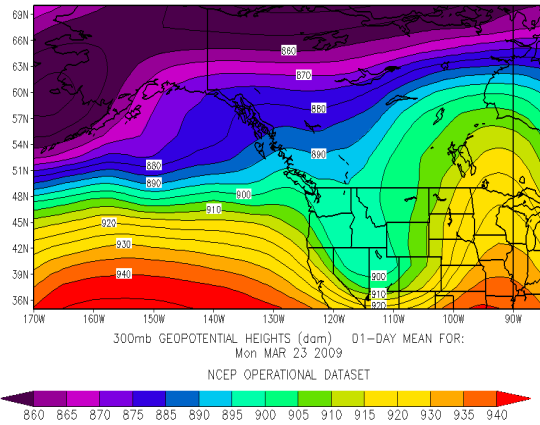 69N
66N
63N
60N
57N
54N
51N
48N
45N
42N
39N
36N
860
870
880
880
890
890
900
910
920
930
940
900
910
920
170W 160W 150W 140W 130W 120W 110W 100W 90W
300mb GEOPOTENTIAL HEIGHTS (dam) 01-DAY MEAN FOR:
Mon MAR 23 2009
NCEP OPERATIONAL DATASET
860 865 870 875 880 885 890 895 900 905 910 915 920 925 930 935 940